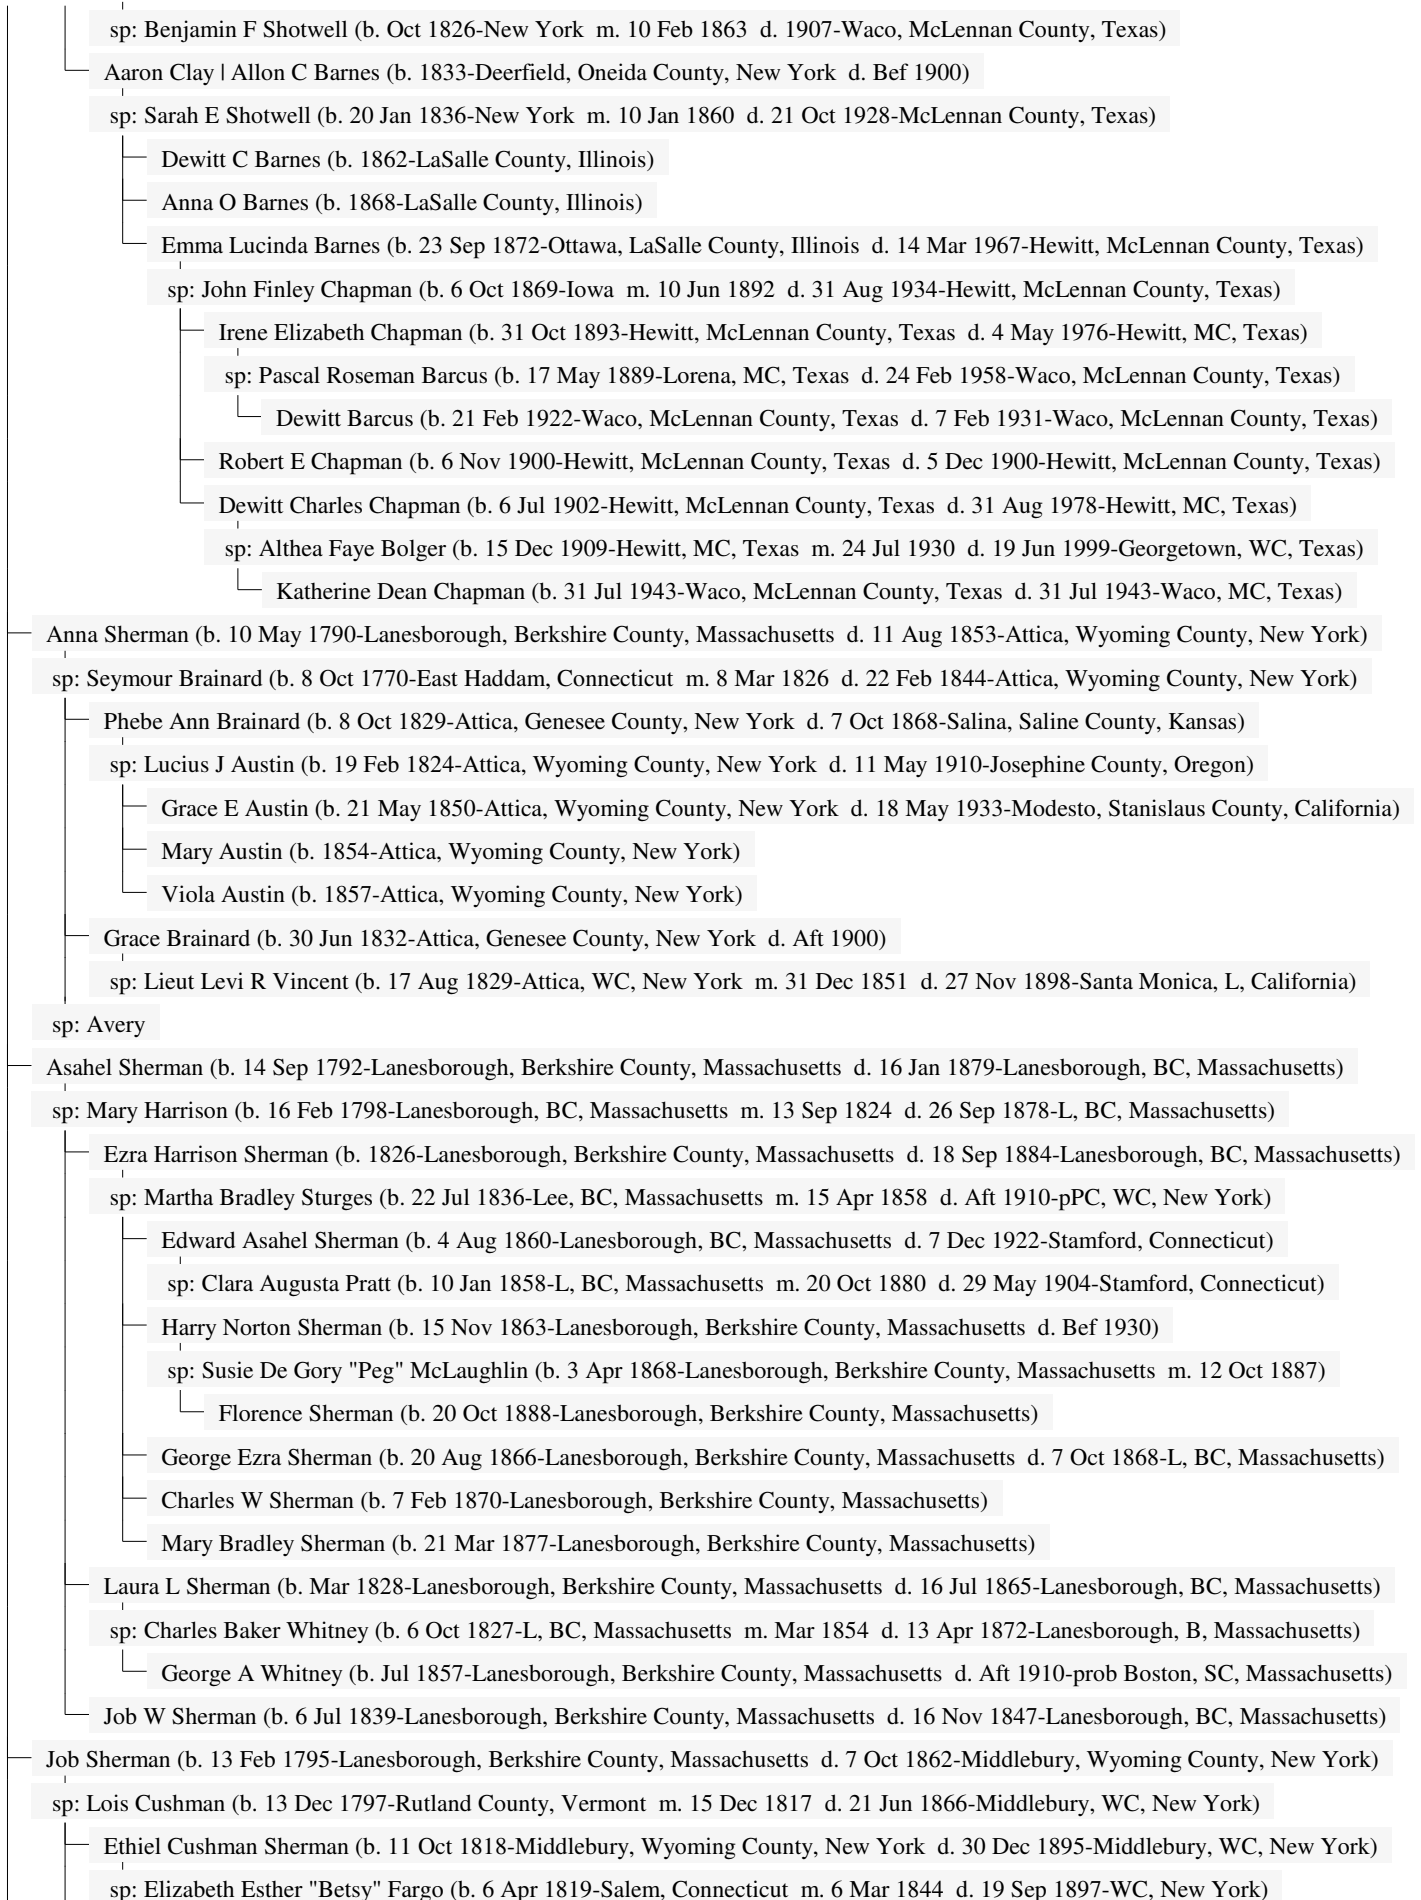 sp: Benjamin F Shotwell (b. Oct 1826-New York m. 10 Feb 1863 d. 1907-Waco, McLennan County, Texas)
Aaron Clay | Allon C Barnes (b. 1833-Deerfield, Oneida County, New York d. Bef 1900)
sp: Sarah E Shotwell (b. 20 Jan 1836-New York m. 10 Jan 1860 d. 21 Oct 1928-McLennan County, Texas)
Dewitt C Barnes (b. 1862-LaSalle County, Illinois)
Anna O Barnes (b. 1868-LaSalle County, Illinois)
Emma Lucinda Barnes (b. 23 Sep 1872-Ottawa, LaSalle County, Illinois d. 14 Mar 1967-Hewitt, McLennan County, Texas)
sp: John Finley Chapman (b. 6 Oct 1869-Iowa m. 10 Jun 1892 d. 31 Aug 1934-Hewitt, McLennan County, Texas)
Irene Elizabeth Chapman (b. 31 Oct 1893-Hewitt, McLennan County, Texas d. 4 May 1976-Hewitt, MC, Texas)
sp: Pascal Roseman Barcus (b. 17 May 1889-Lorena, MC, Texas d. 24 Feb 1958-Waco, McLennan County, Texas)
Dewitt Barcus (b. 21 Feb 1922-Waco, McLennan County, Texas d. 7 Feb 1931-Waco, McLennan County, Texas)
Robert E Chapman (b. 6 Nov 1900-Hewitt, McLennan County, Texas d. 5 Dec 1900-Hewitt, McLennan County, Texas)
Dewitt Charles Chapman (b. 6 Jul 1902-Hewitt, McLennan County, Texas d. 31 Aug 1978-Hewitt, MC, Texas)
sp: Althea Faye Bolger (b. 15 Dec 1909-Hewitt, MC, Texas m. 24 Jul 1930 d. 19 Jun 1999-Georgetown, WC, Texas)
Katherine Dean Chapman (b. 31 Jul 1943-Waco, McLennan County, Texas d. 31 Jul 1943-Waco, MC, Texas)
Anna Sherman (b. 10 May 1790-Lanesborough, Berkshire County, Massachusetts d. 11 Aug 1853-Attica, Wyoming County, New York)
sp: Seymour Brainard (b. 8 Oct 1770-East Haddam, Connecticut m. 8 Mar 1826 d. 22 Feb 1844-Attica, Wyoming County, New York)
Phebe Ann Brainard (b. 8 Oct 1829-Attica, Genesee County, New York d. 7 Oct 1868-Salina, Saline County, Kansas)
sp: Lucius J Austin (b. 19 Feb 1824-Attica, Wyoming County, New York d. 11 May 1910-Josephine County, Oregon)
Grace E Austin (b. 21 May 1850-Attica, Wyoming County, New York d. 18 May 1933-Modesto, Stanislaus County, California)
Mary Austin (b. 1854-Attica, Wyoming County, New York)
Viola Austin (b. 1857-Attica, Wyoming County, New York)
Grace Brainard (b. 30 Jun 1832-Attica, Genesee County, New York d. Aft 1900)
sp: Lieut Levi R Vincent (b. 17 Aug 1829-Attica, WC, New York m. 31 Dec 1851 d. 27 Nov 1898-Santa Monica, L, California)
sp: Avery
Asahel Sherman (b. 14 Sep 1792-Lanesborough, Berkshire County, Massachusetts d. 16 Jan 1879-Lanesborough, BC, Massachusetts)
sp: Mary Harrison (b. 16 Feb 1798-Lanesborough, BC, Massachusetts m. 13 Sep 1824 d. 26 Sep 1878-L, BC, Massachusetts)
Ezra Harrison Sherman (b. 1826-Lanesborough, Berkshire County, Massachusetts d. 18 Sep 1884-Lanesborough, BC, Massachusetts)
sp: Martha Bradley Sturges (b. 22 Jul 1836-Lee, BC, Massachusetts m. 15 Apr 1858 d. Aft 1910-pPC, WC, New York)
Edward Asahel Sherman (b. 4 Aug 1860-Lanesborough, BC, Massachusetts d. 7 Dec 1922-Stamford, Connecticut)
sp: Clara Augusta Pratt (b. 10 Jan 1858-L, BC, Massachusetts m. 20 Oct 1880 d. 29 May 1904-Stamford, Connecticut)
Harry Norton Sherman (b. 15 Nov 1863-Lanesborough, Berkshire County, Massachusetts d. Bef 1930)
sp: Susie De Gory "Peg" McLaughlin (b. 3 Apr 1868-Lanesborough, Berkshire County, Massachusetts m. 12 Oct 1887)
Florence Sherman (b. 20 Oct 1888-Lanesborough, Berkshire County, Massachusetts)
George Ezra Sherman (b. 20 Aug 1866-Lanesborough, Berkshire County, Massachusetts d. 7 Oct 1868-L, BC, Massachusetts)
Charles W Sherman (b. 7 Feb 1870-Lanesborough, Berkshire County, Massachusetts)
Mary Bradley Sherman (b. 21 Mar 1877-Lanesborough, Berkshire County, Massachusetts)
Laura L Sherman (b. Mar 1828-Lanesborough, Berkshire County, Massachusetts d. 16 Jul 1865-Lanesborough, BC, Massachusetts)
sp: Charles Baker Whitney (b. 6 Oct 1827-L, BC, Massachusetts m. Mar 1854 d. 13 Apr 1872-Lanesborough, B, Massachusetts)
George A Whitney (b. Jul 1857-Lanesborough, Berkshire County, Massachusetts d. Aft 1910-prob Boston, SC, Massachusetts)
Job W Sherman (b. 6 Jul 1839-Lanesborough, Berkshire County, Massachusetts d. 16 Nov 1847-Lanesborough, BC, Massachusetts)
Job Sherman (b. 13 Feb 1795-Lanesborough, Berkshire County, Massachusetts d. 7 Oct 1862-Middlebury, Wyoming County, New York)
sp: Lois Cushman (b. 13 Dec 1797-Rutland County, Vermont m. 15 Dec 1817 d. 21 Jun 1866-Middlebury, WC, New York)
Ethiel Cushman Sherman (b. 11 Oct 1818-Middlebury, Wyoming County, New York d. 30 Dec 1895-Middlebury, WC, New York)
sp: Elizabeth Esther "Betsy" Fargo (b. 6 Apr 1819-Salem, Connecticut m. 6 Mar 1844 d. 19 Sep 1897-WC, New York)